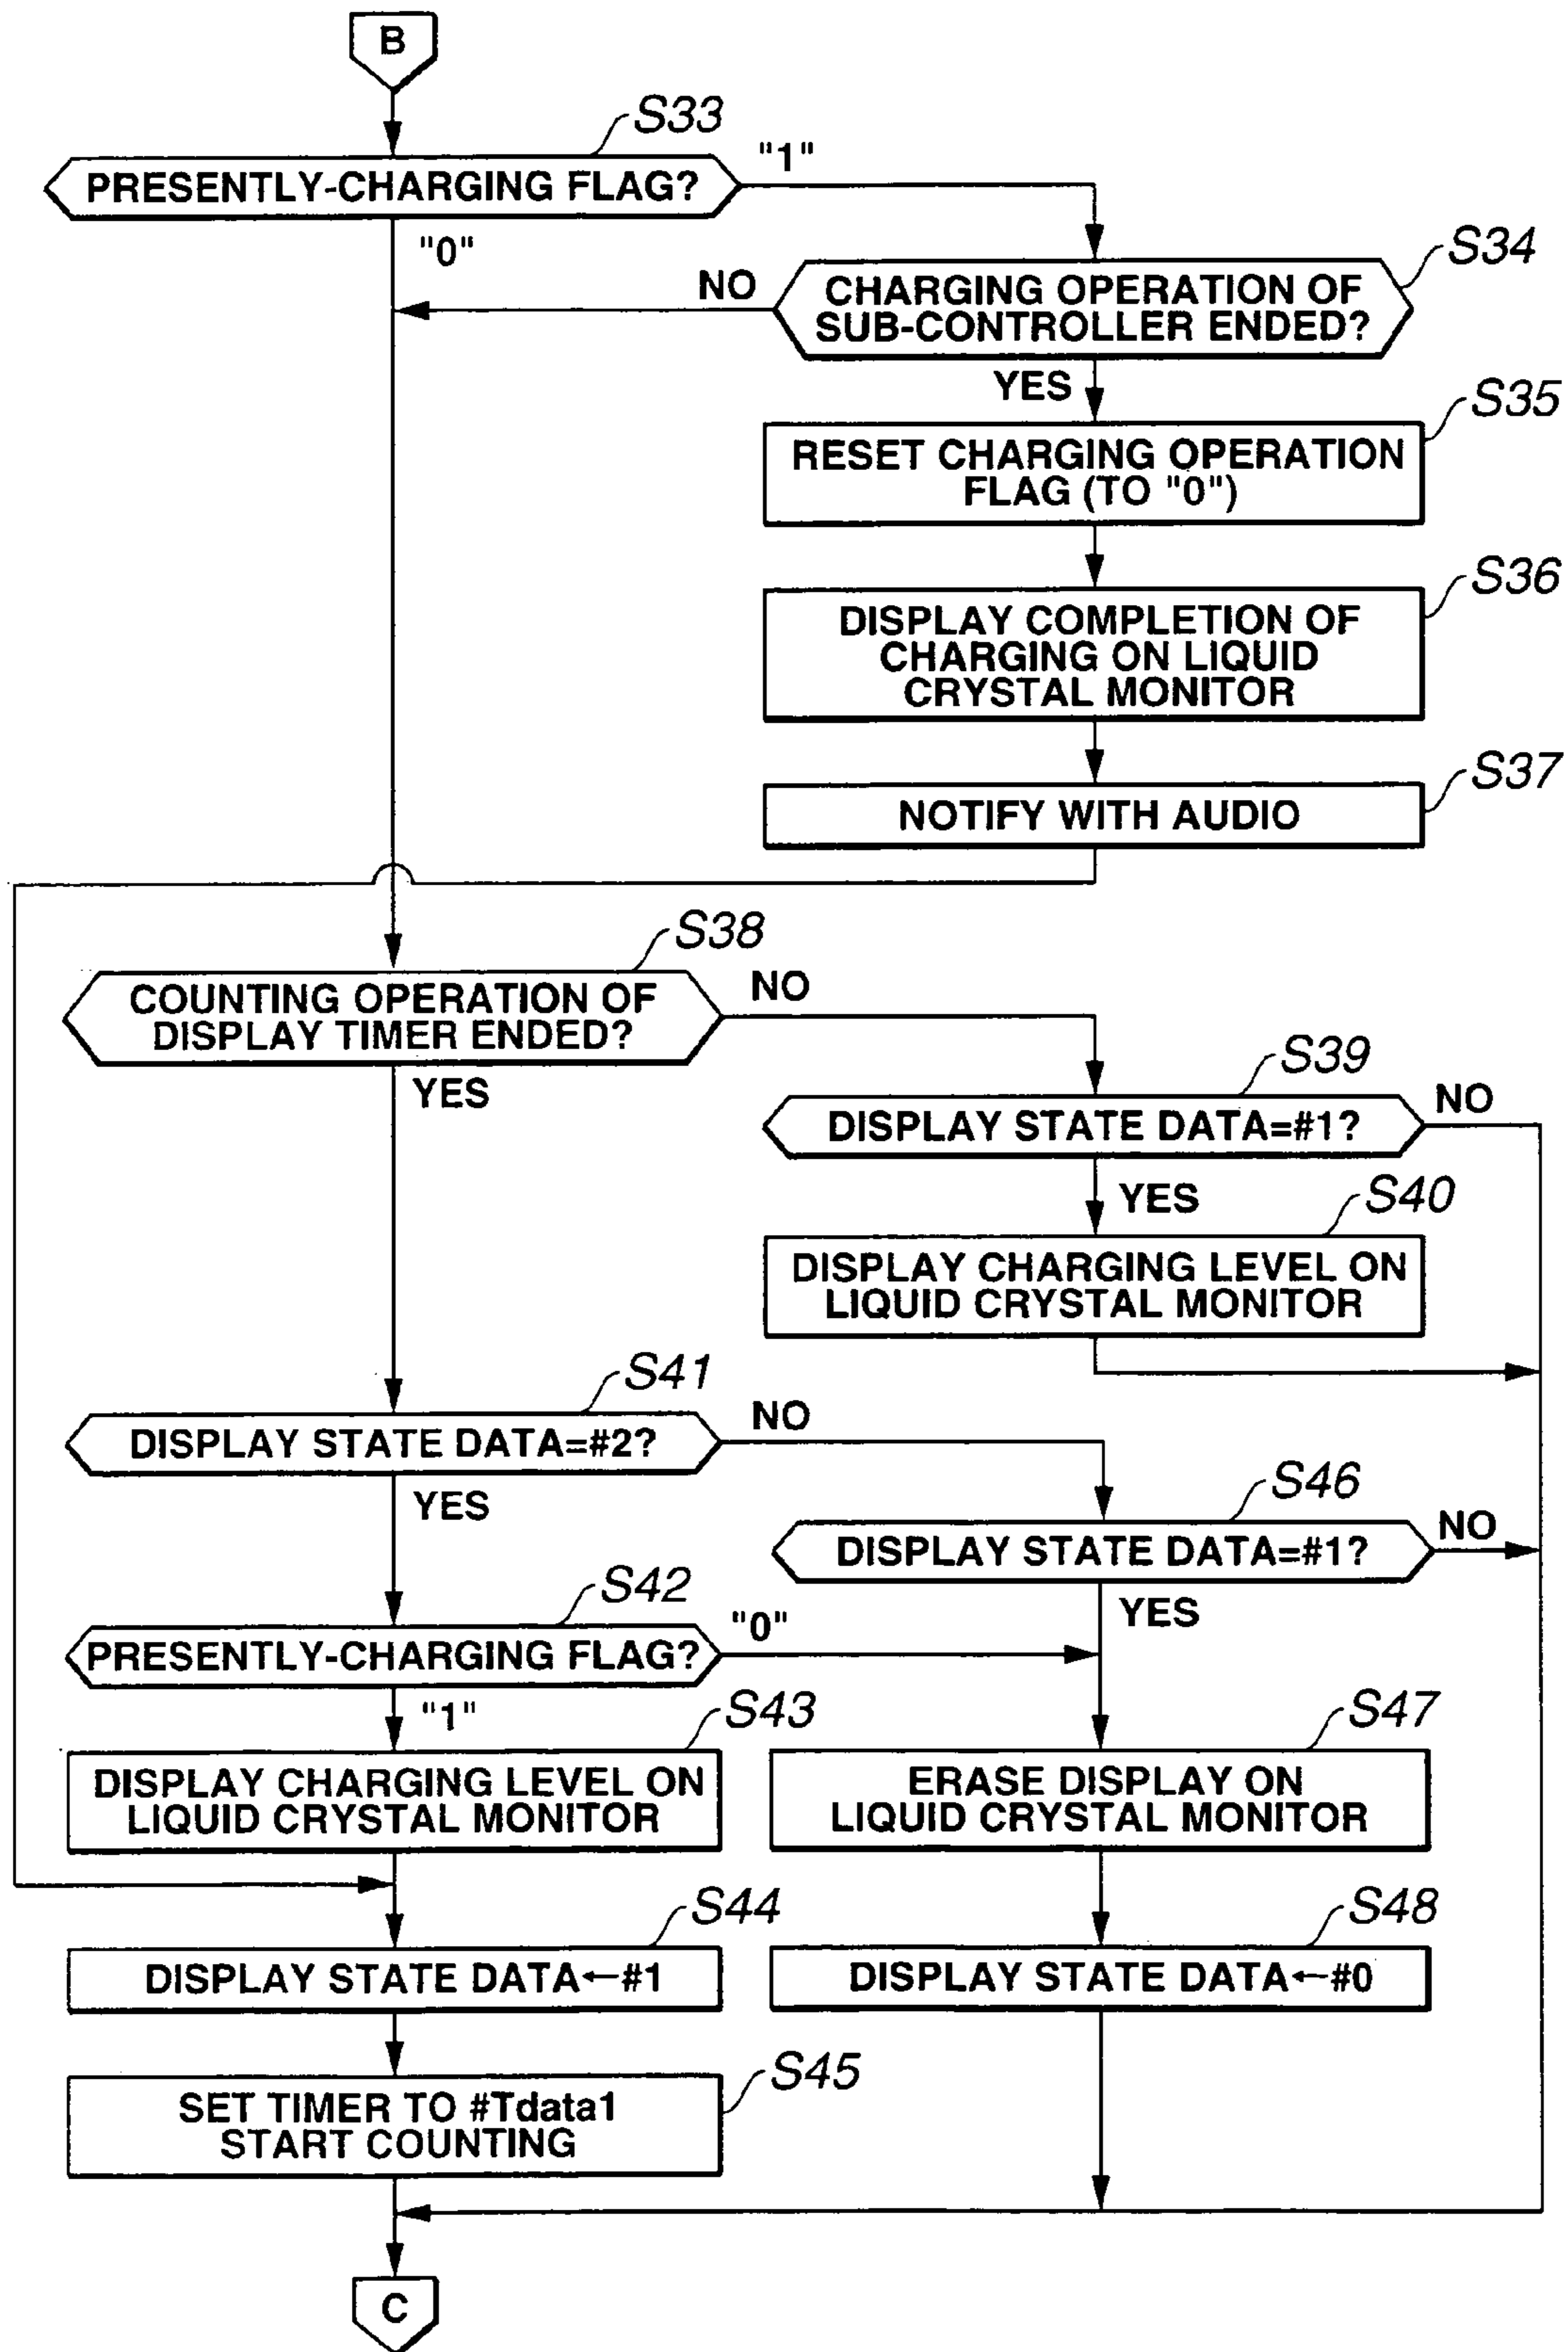 B
S33
"1"
PRESENTLY-CHARGING FLAG?
"0"
S34
NO
CHARGING OPERATION OF
SUB-CONTROLLER ENDED?
YES
S35
RESET CHARGING OPERATION
FLAG (TO "0")
S36
DISPLAY COMPLETION OF
CHARGING ON LIQUID
CRYSTAL MONITOR
S37
NOTIFY WITH AUDIO
S38
COUNTING OPERATION OF
DISPLAY TIMER ENDED?
NO
YES
S39
DISPLAY STATE DATA=#1?
NO
YES
S40
DISPLAY CHARGING LEVEL ON
LIQUID CRYSTAL MONITOR
S41
DISPLAY STATE DATA=#2?
NO
YES
S46
DISPLAY STATE DATA=#1?
NO
YES
S42
PRESENTLY-CHARGING FLAG?
"0"
"1"
S43
DISPLAY CHARGING LEVEL ON
LIQUID CRYSTAL MONITOR
S47
ERASE DISPLAY ON
LIQUID CRYSTAL MONITOR
S44
DISPLAY STATE DATA←#1
S48
DISPLAY STATE DATA←#0
S45
SET TIMER TO #Tdata1
START COUNTING
C